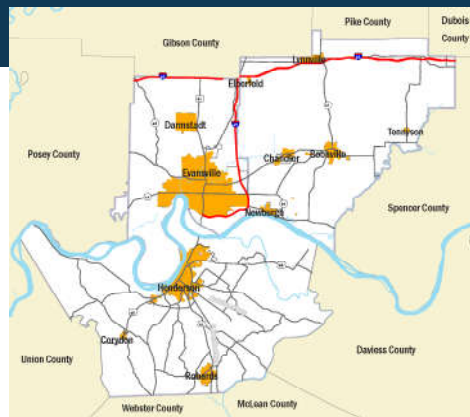 Pike County
Dubois
County
Gibson County
Lynnville
Elberfeld
Darmstadt
Tennyson
Posey County
Chandler
Boonville
Evansville
Newburgh
Spencer County
Henderson
Corydon
Daviess County
Union County
Robards
McLean County
Webster County